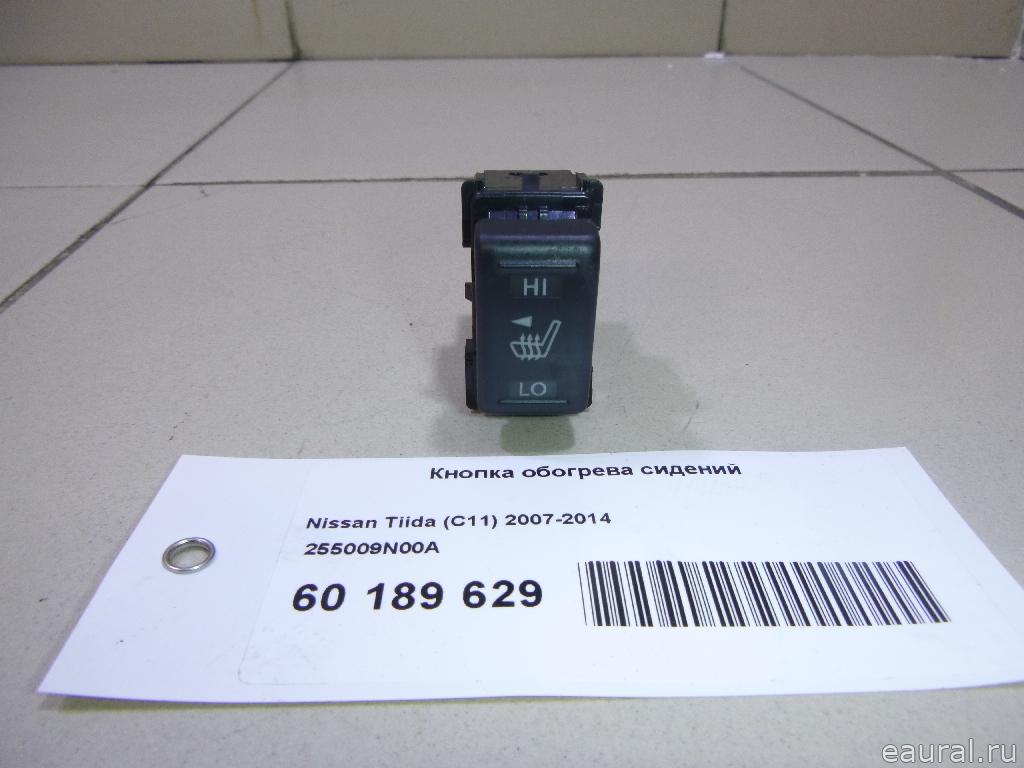 HI
LO
Кнопка обогрева сидений
Nissan Tiida (C11) 2007-2014
255009N00A
60 189 629
eaural.ru